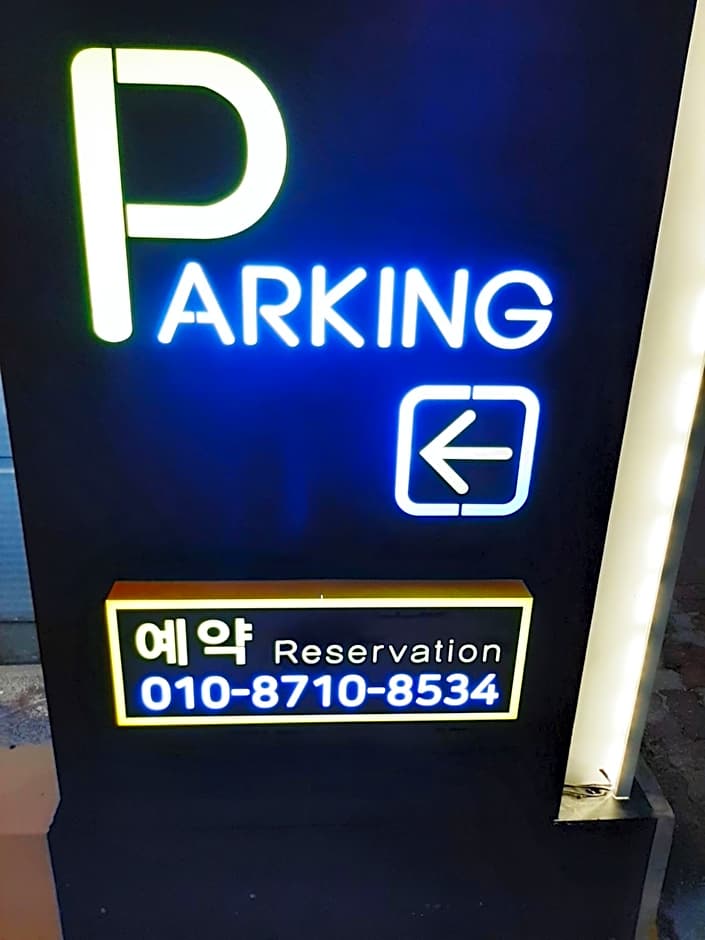 PARKING
예약 Reservation
010-8710-8534